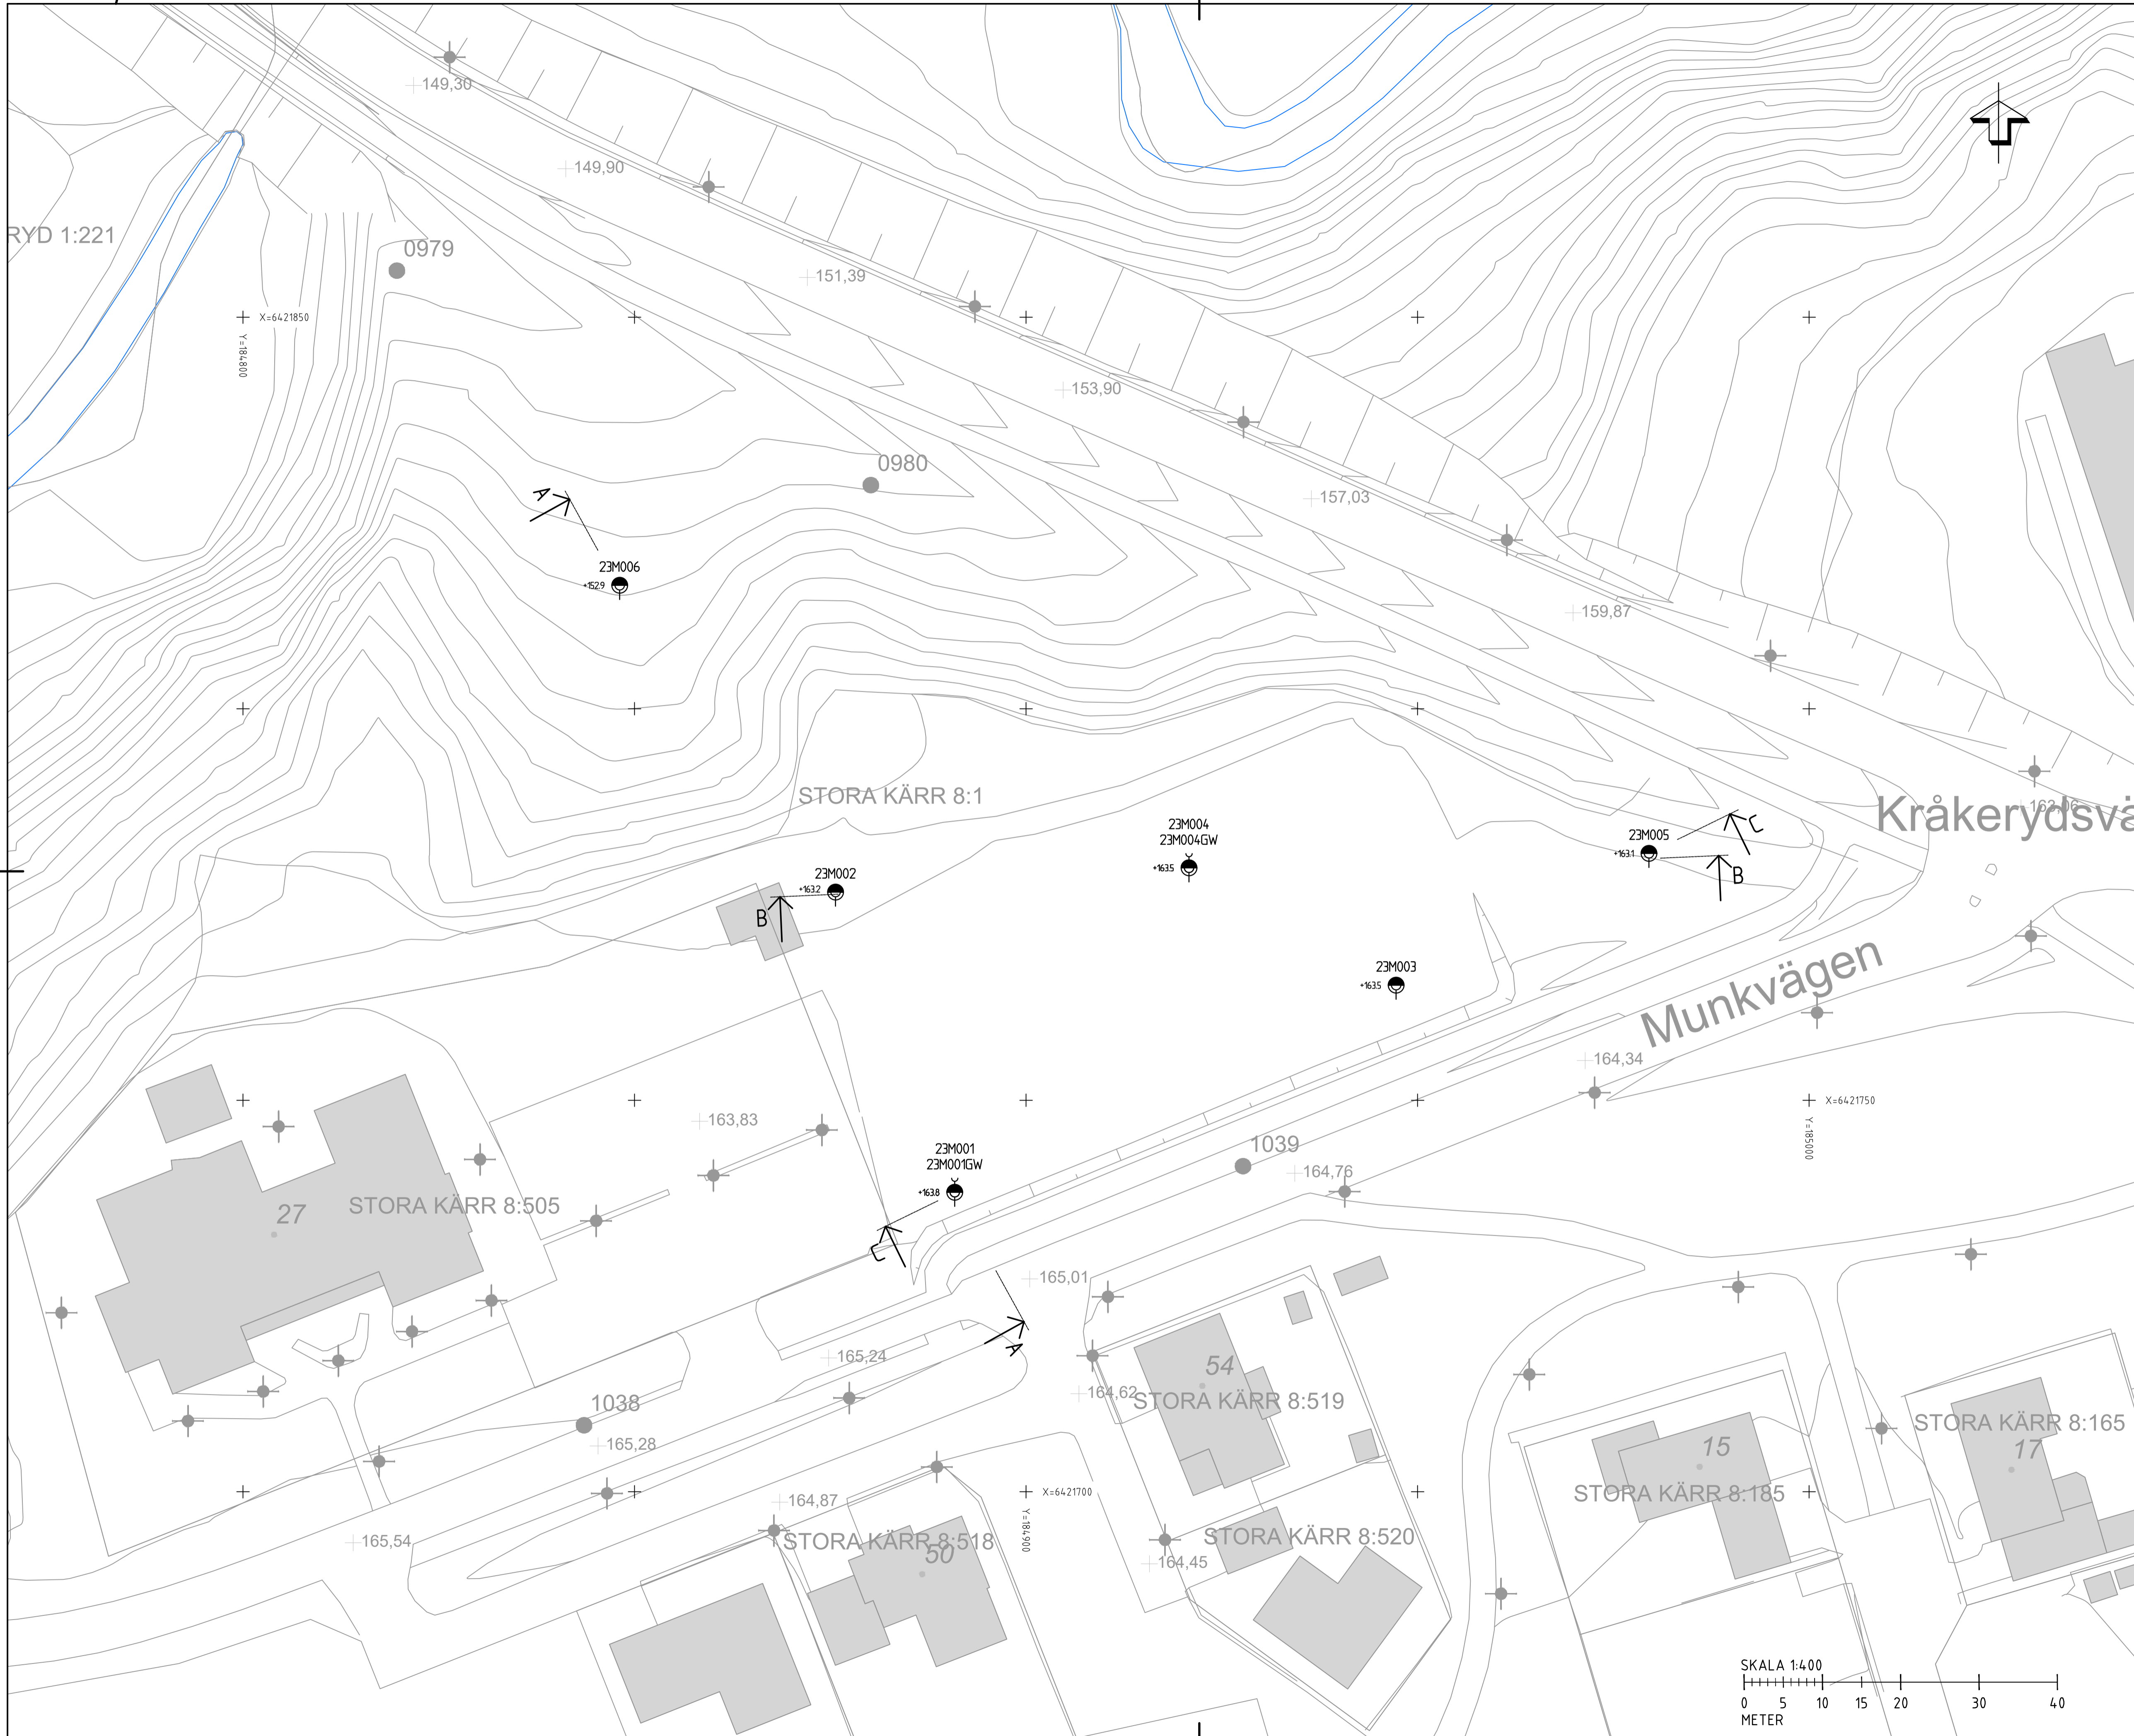 149,30
149,90
RYD 1:221
0979
151,39
X=6421850
Y=184800
153,90
0980
157,03
A
23M006
+152.9
159,87
STORA KÄRR 8:1
163,06
Kråkerydsvä
23M004
23M004GW
+163.5
C
23M005
+163.1
B
23M002
+163.2
B
Munkvägen
23M003
+163.5
164,34
X=6421750
Y=185000
163,83
1039
164,76
23M001
23M001GW
+163.8
27
STORA KÄRR 8:505
C
165,01
A
165,24
54
164,62
STORA KÄRR 8:519
1038
165,28
STORA KÄRR 8:165
17
15
STORA KÄRR 8:185
X=6421700
Y=184900
164,87
165,54
STORA KÄRR 8:518
50
STORA KÄRR 8:520
164,45
SKALA 1:400
0 5 10 15 20 30 40
METER